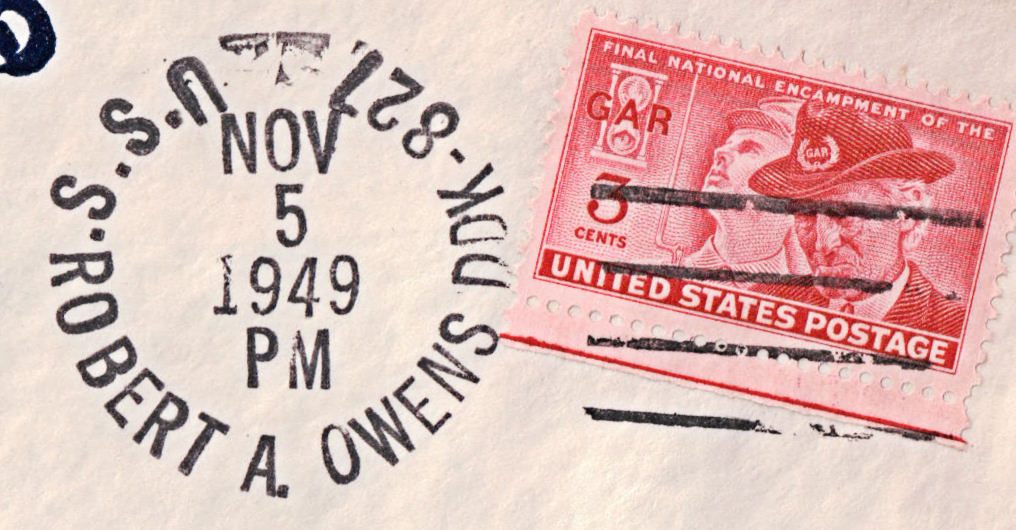 U.S.S. ROBERT A. OWENS DDK-827
NOV
5
1949
PM
FINAL NATIONAL ENCAMPMENT OF THE
GAR
GAR
3
CENTS
UNITED STATES POSTAGE